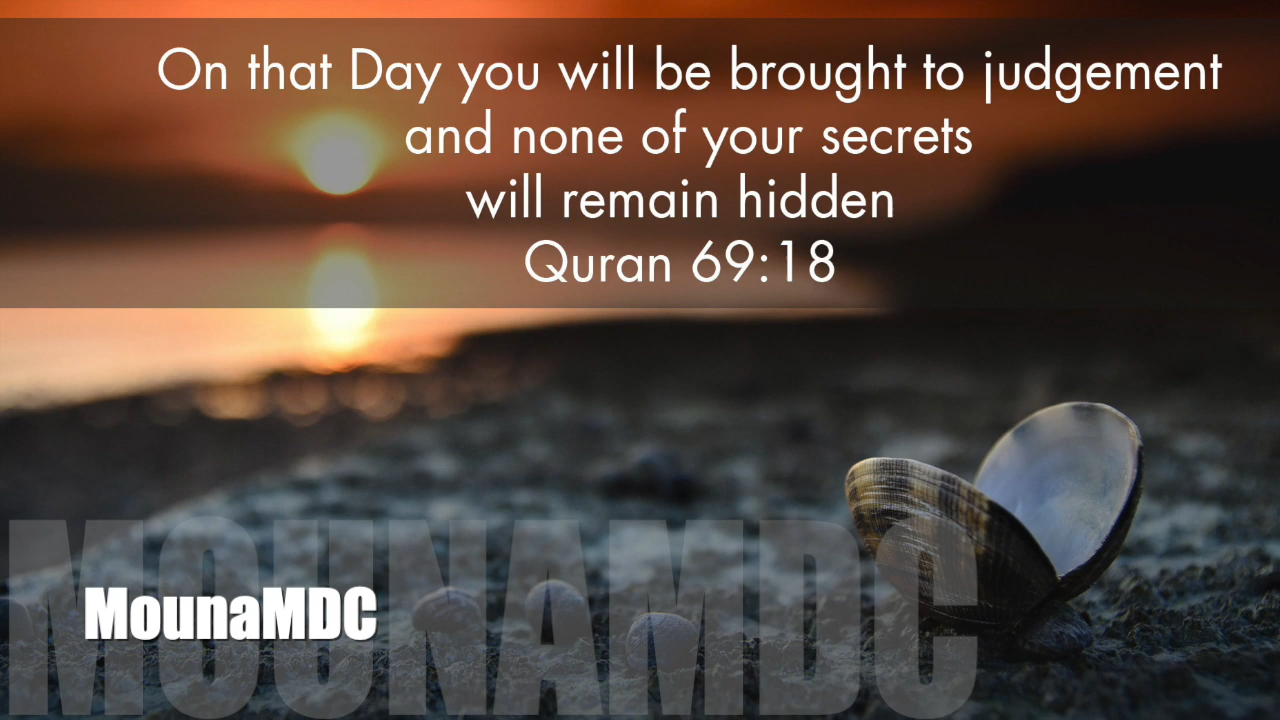 On that Day you will be brought to judgement
and none of your secrets
will remain hidden
Quran 69:18
MOUNAMDC
MounaMDC